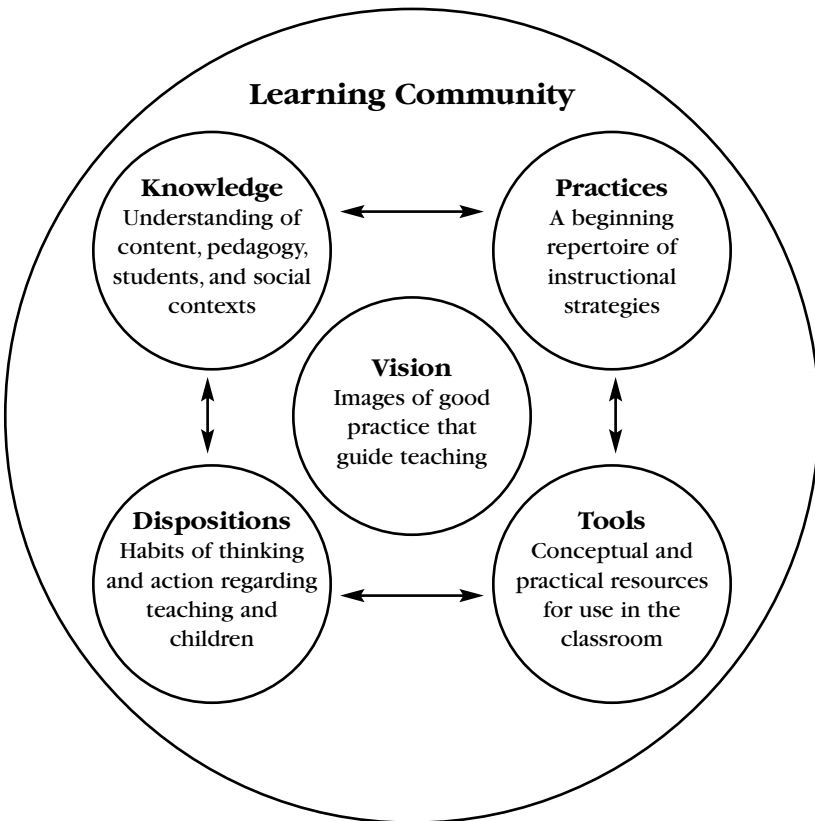 Learning Community
Knowledge
Understanding of
content, pedagogy,
students, and social
contexts
Practices
A beginning
repertoire of
instructional
strategies
Vision
Images of good
practice that
guide teaching
Dispositions
Habits of thinking
and action regarding
teaching and
children
Tools
Conceptual and
practical resources
for use in the
classroom